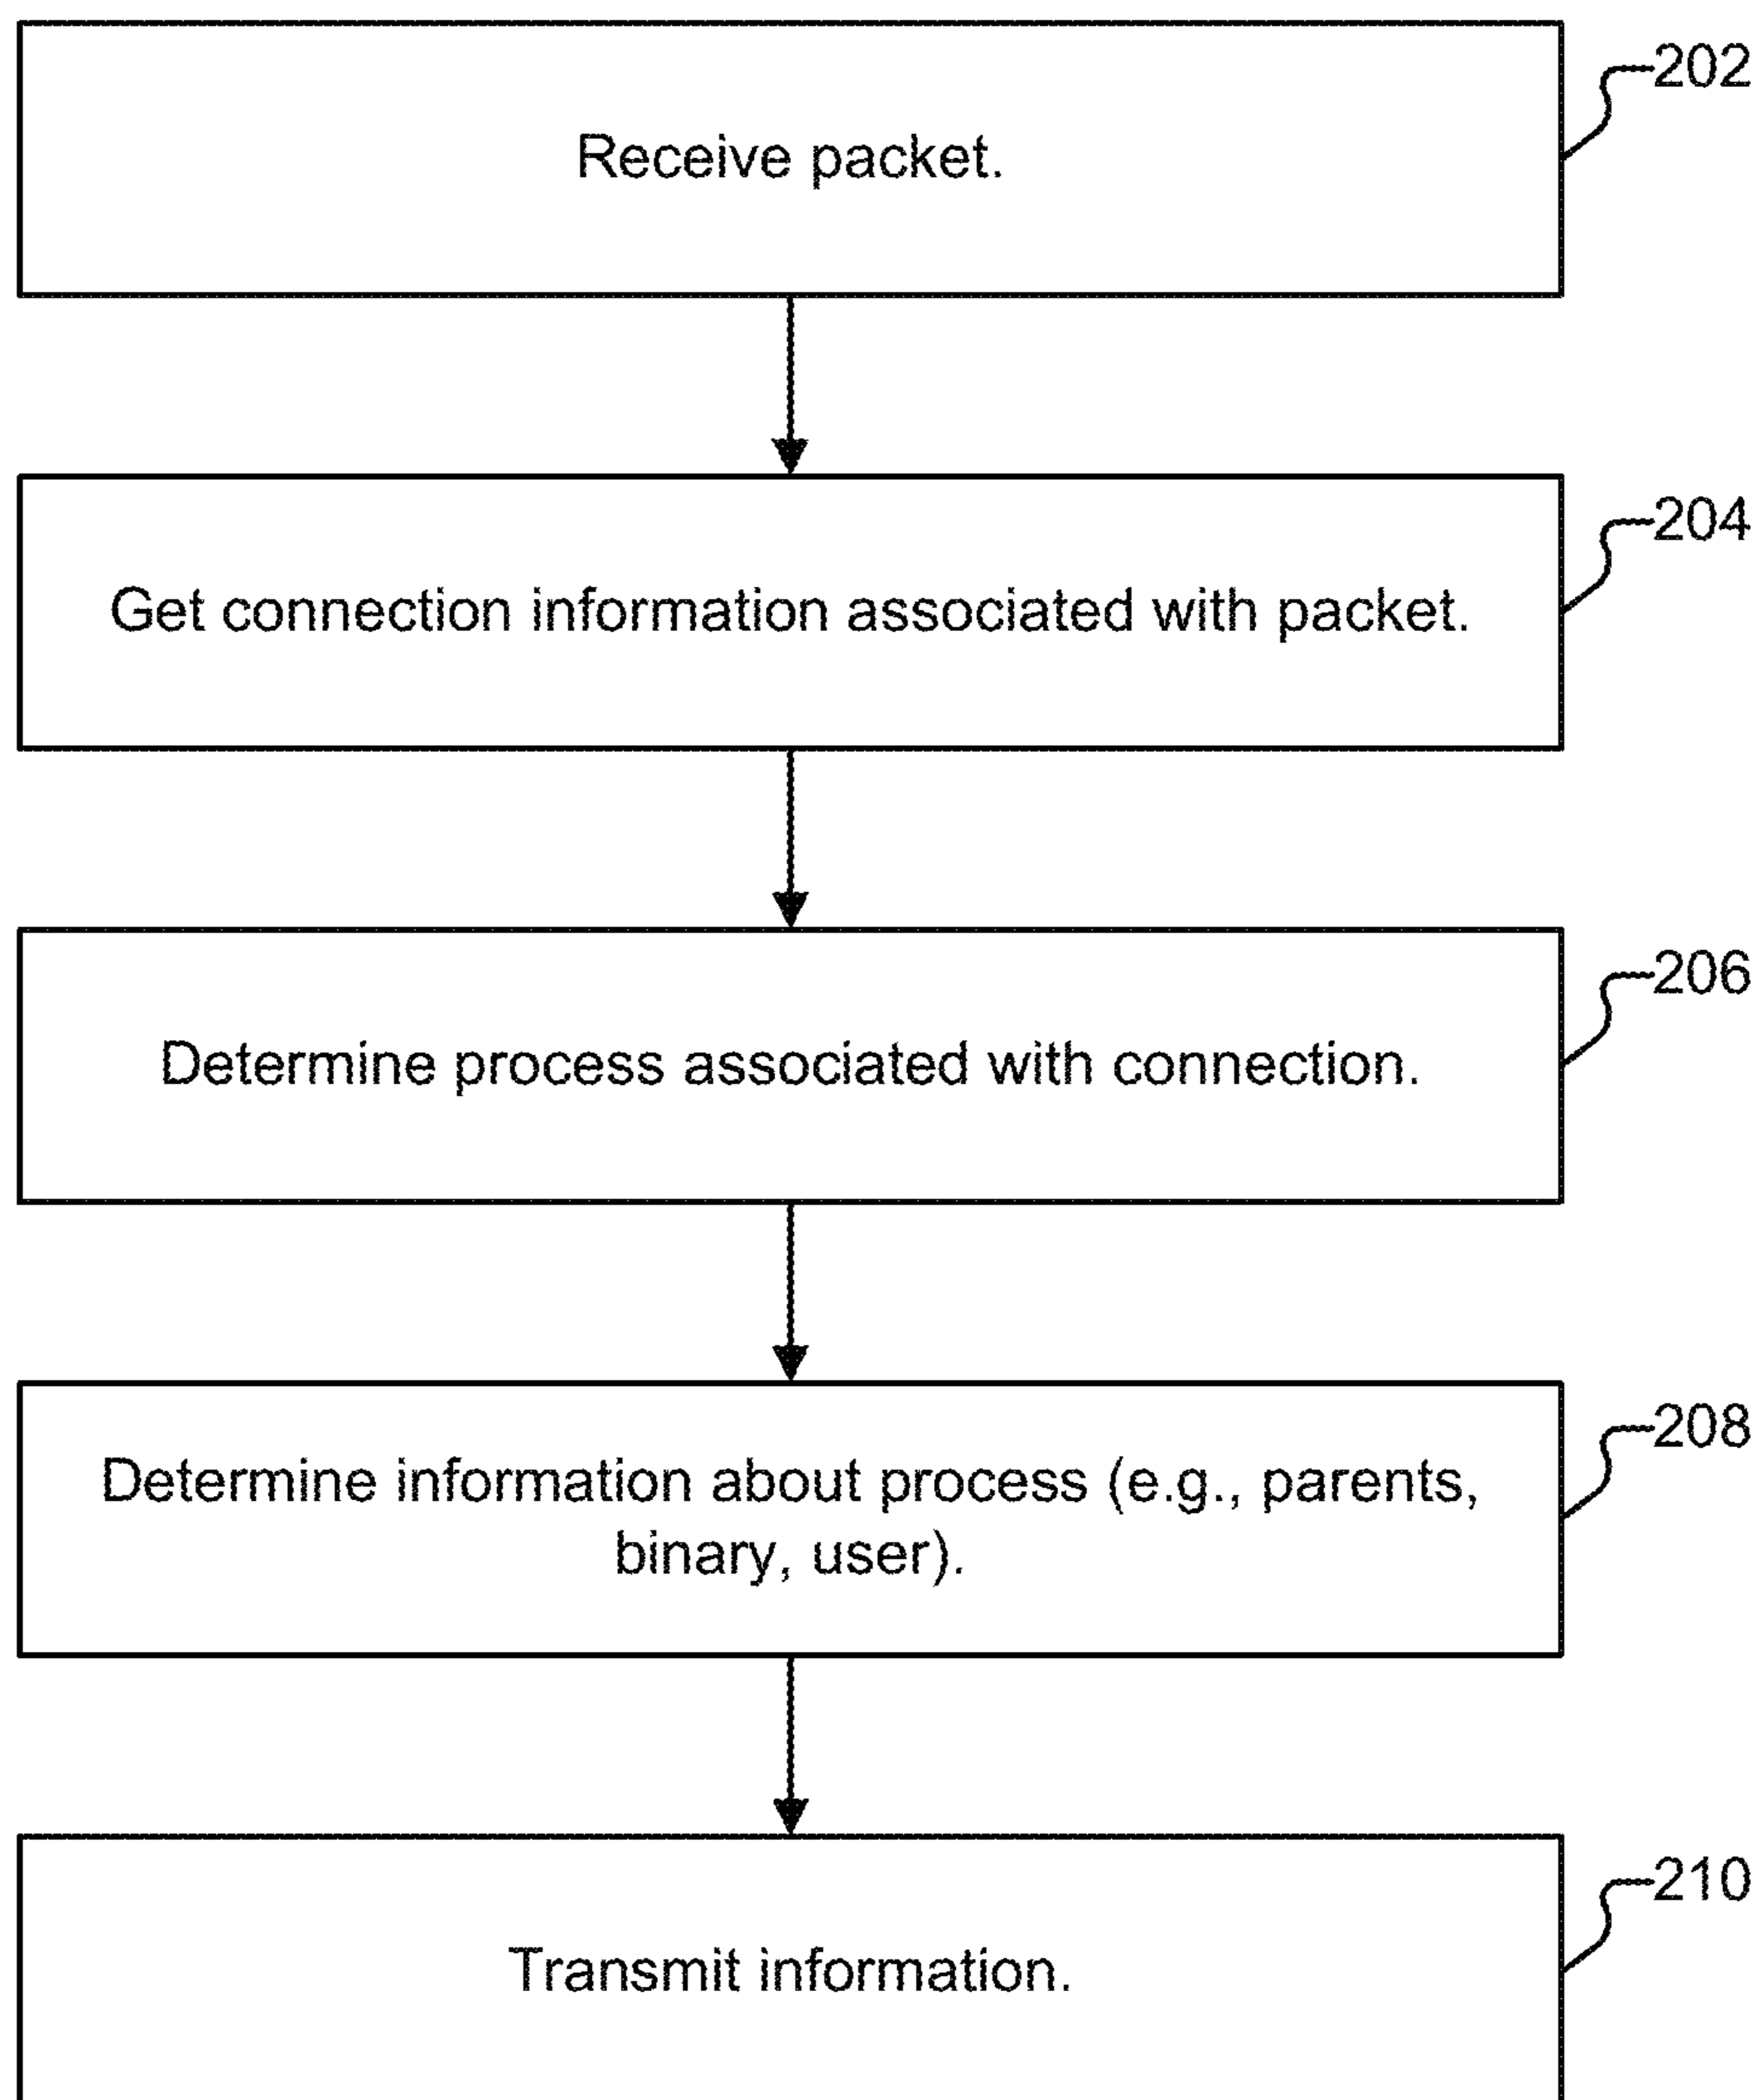 202
Receive packet.
204
Get connection information associated with packet.
206
Determine process associated with connection.
208
Determine information about process (e.g., parents,
binary, user).
210
Transmit information.